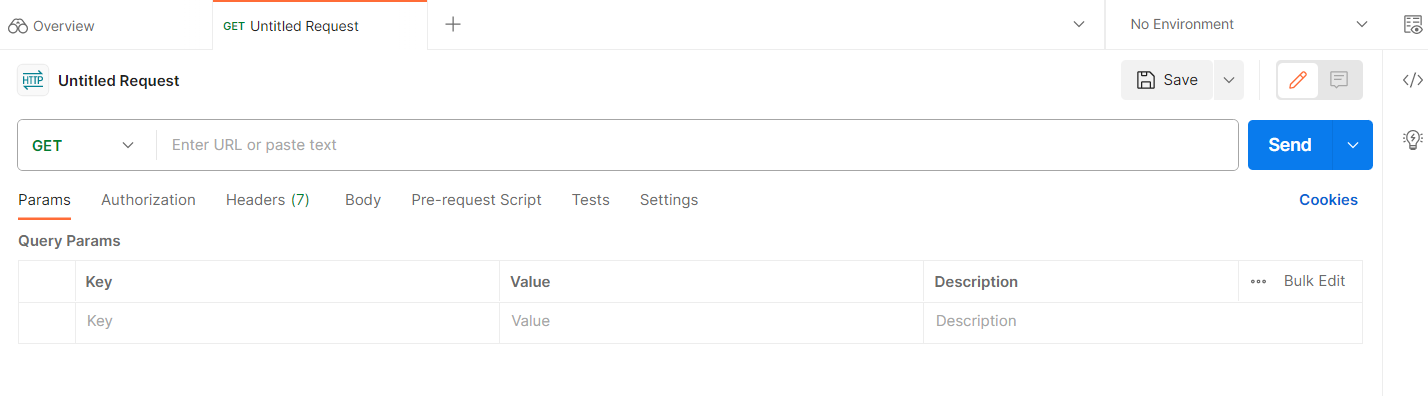 Overview GET Untitled Request No Environment
HTTP Untitled Request Save
GET Enter URL or paste text Send
Params Authorization Headers (7) Body Pre-request Script Tests Settings Cookies
Query Params
Key Value Description Bulk Edit
Key Value Description